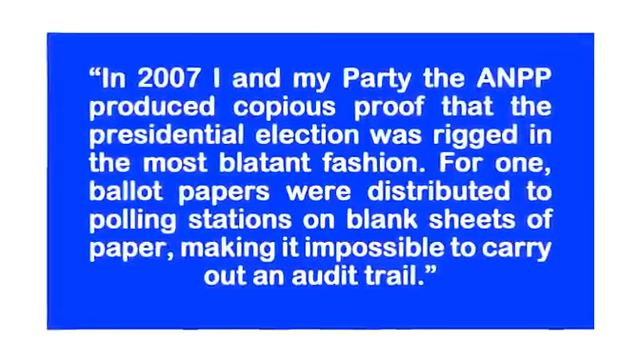 “In 2007 I and my Party the ANPP
produced copious proof that the
presidential election was rigged in
the most blatant fashion. For one,
ballot papers were distributed to
polling stations on blank sheets of
paper, making it impossible to carry
out an audit trail.”